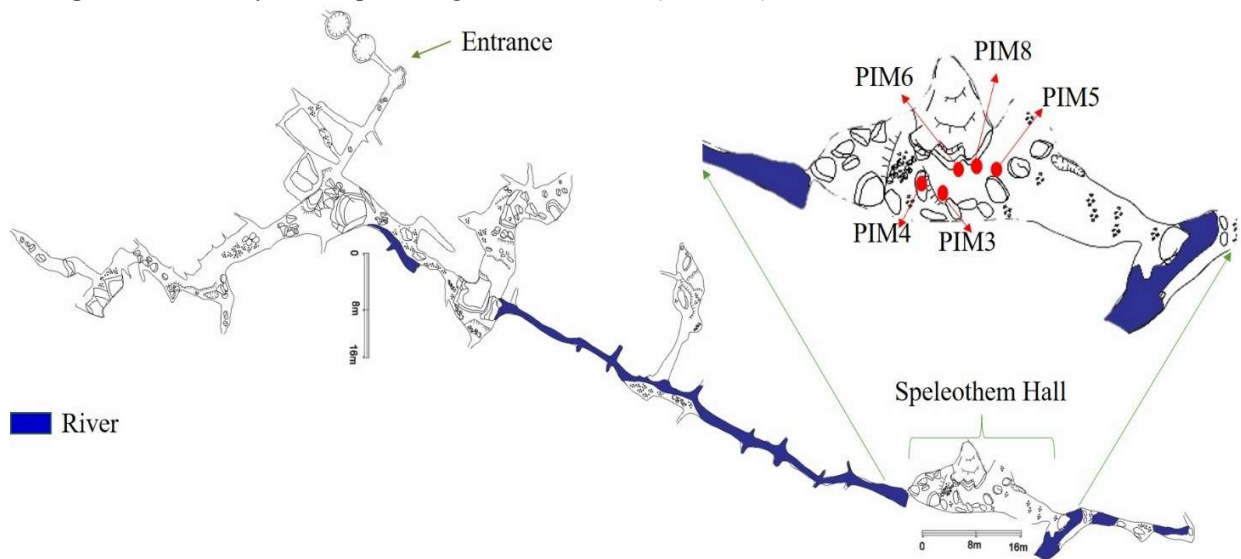 Entrance
PIM6
PIM8
PIM5
PIM4
PIM3
0
8m
16m
River
Speleothem Hall
0 8m 16m